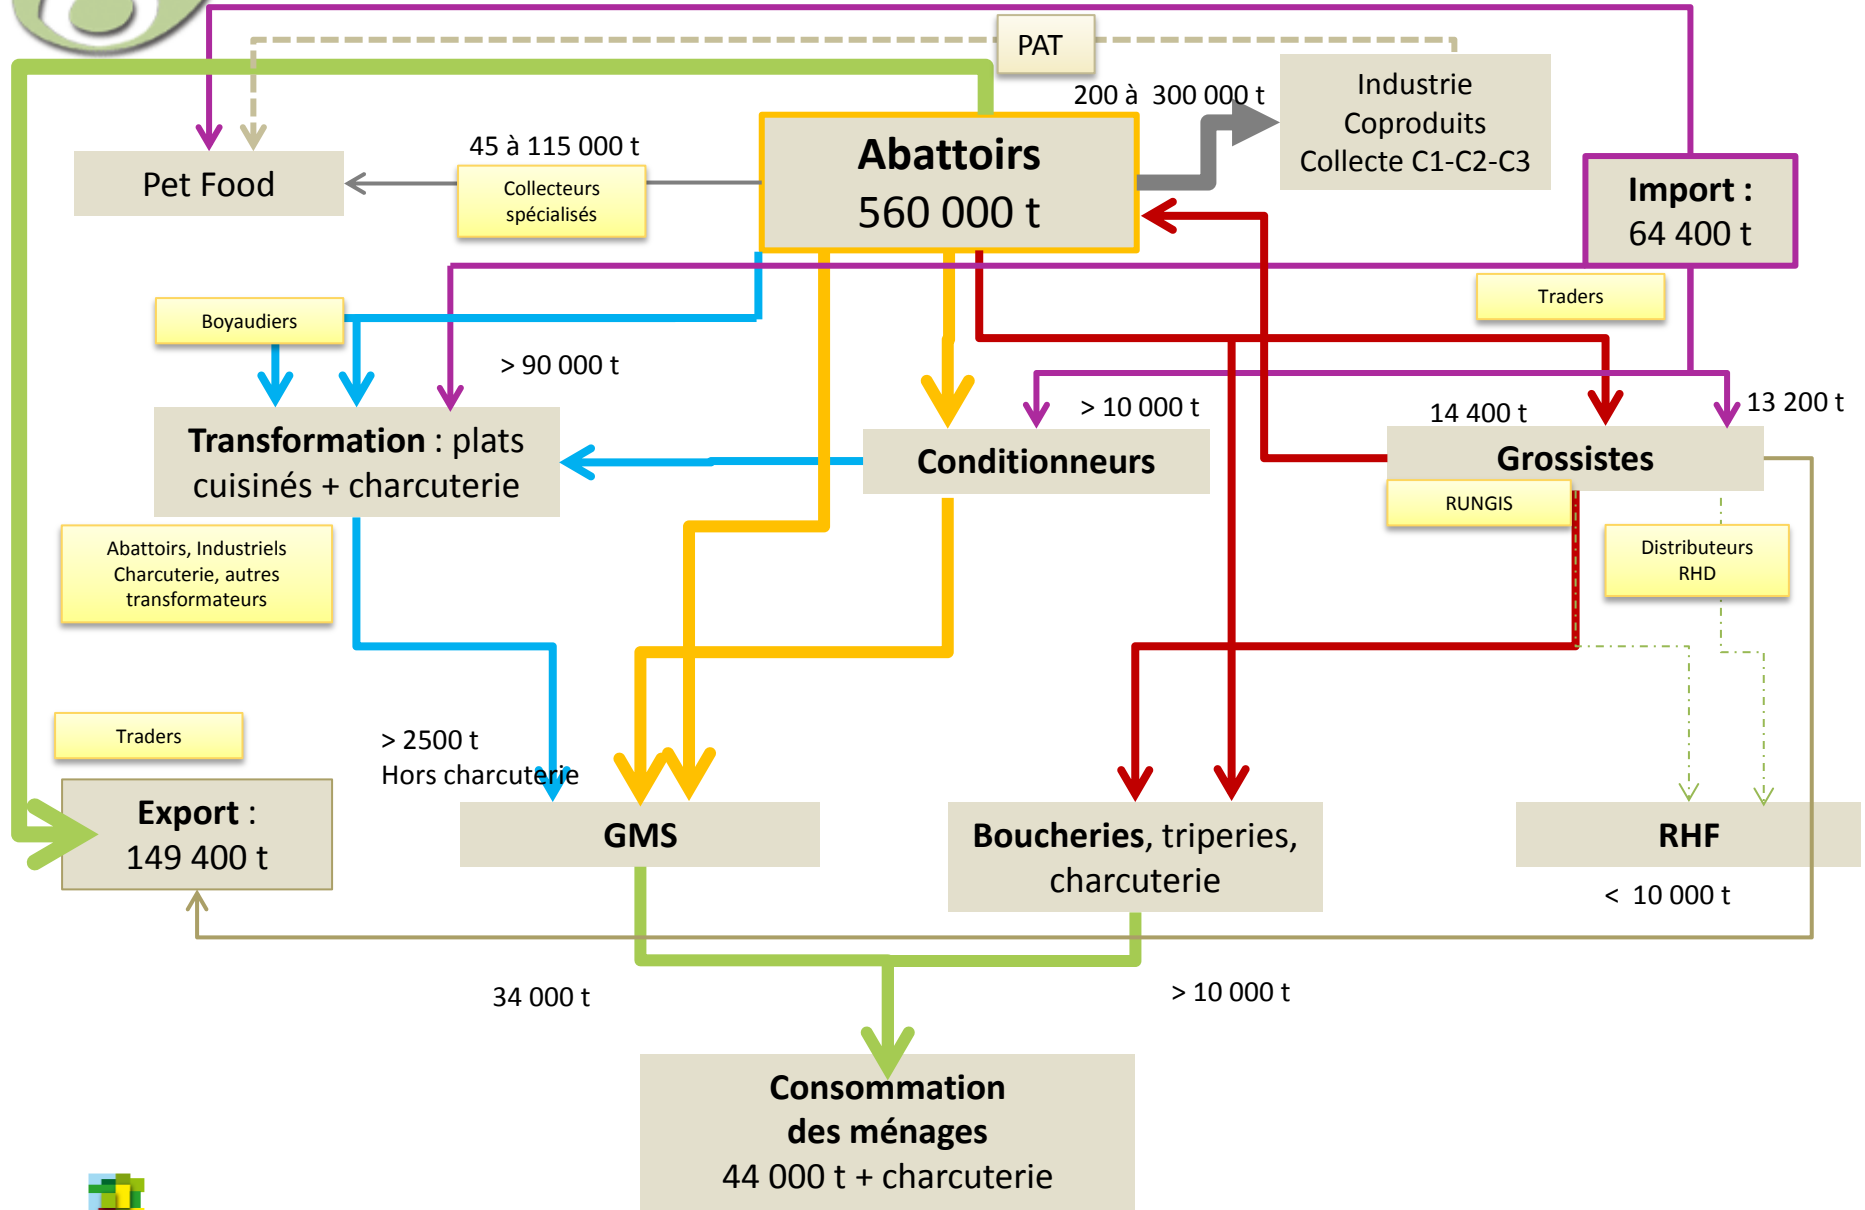 PAT
200 à  300 000 t
Industrie
Coproduits
Collecte C1-C2-C3
45 à 115 000 t
Abattoirs
560 000 t
Pet Food
Collecteurs
spécialisés
Import :
64 400 t
Traders
Boyaudiers
> 90 000 t
> 10 000 t
14 400 t
13 200 t
Transformation : plats
cuisinés + charcuterie
Conditionneurs
Grossistes
RUNGIS
Abattoirs, Industriels
Charcuterie, autres
transformateurs
Distributeurs
RHD
Traders
> 2500 t
Hors charcuterie
Export :
149 400 t
GMS
Boucheries, triperies,
charcuterie
RHF
<  10 000 t
34 000 t
> 10 000 t
Consommation
des ménages
44 000 t + charcuterie